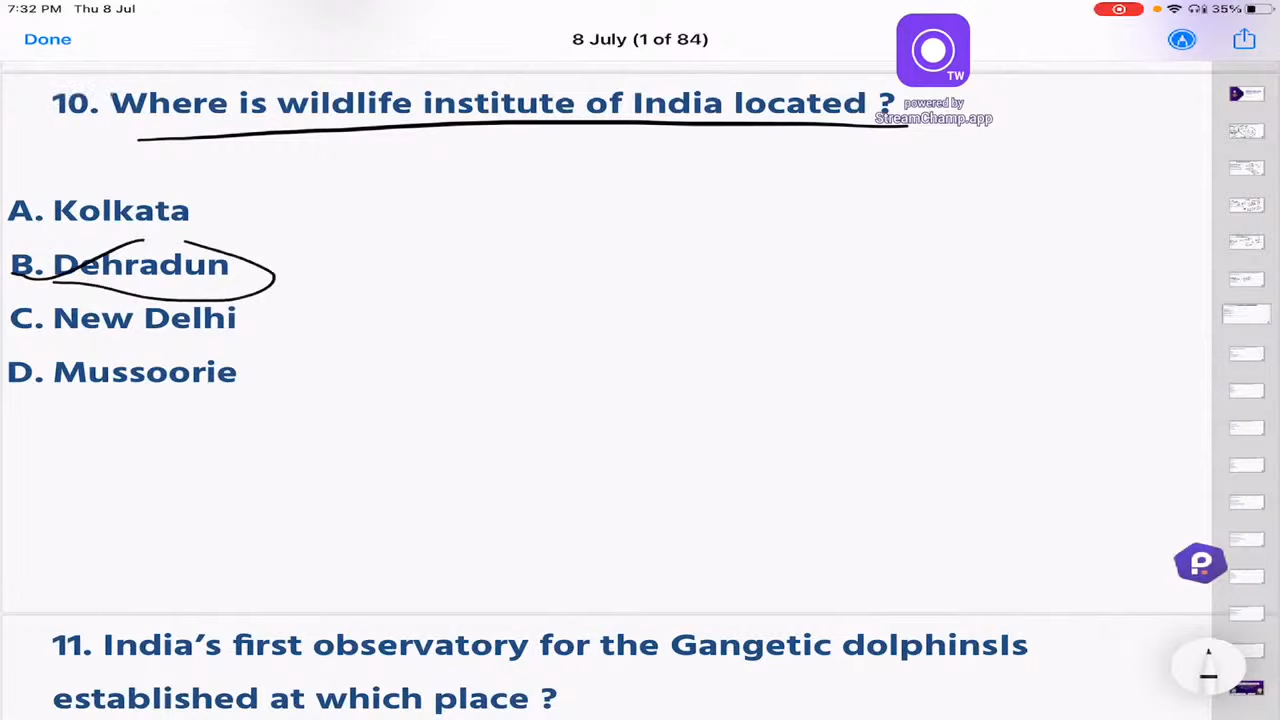 7:32 PM Thu 8 Jul
35%
Done
8 July (1 of 84)
TW
powered by
StreamChamp.app
10. Where is wildlife institute of India located ?
A. Kolkata
B. Dehradun
C. New Delhi
D. Mussoorie
11. India’s first observatory for the Gangetic dolphinsIs
established at which place ?